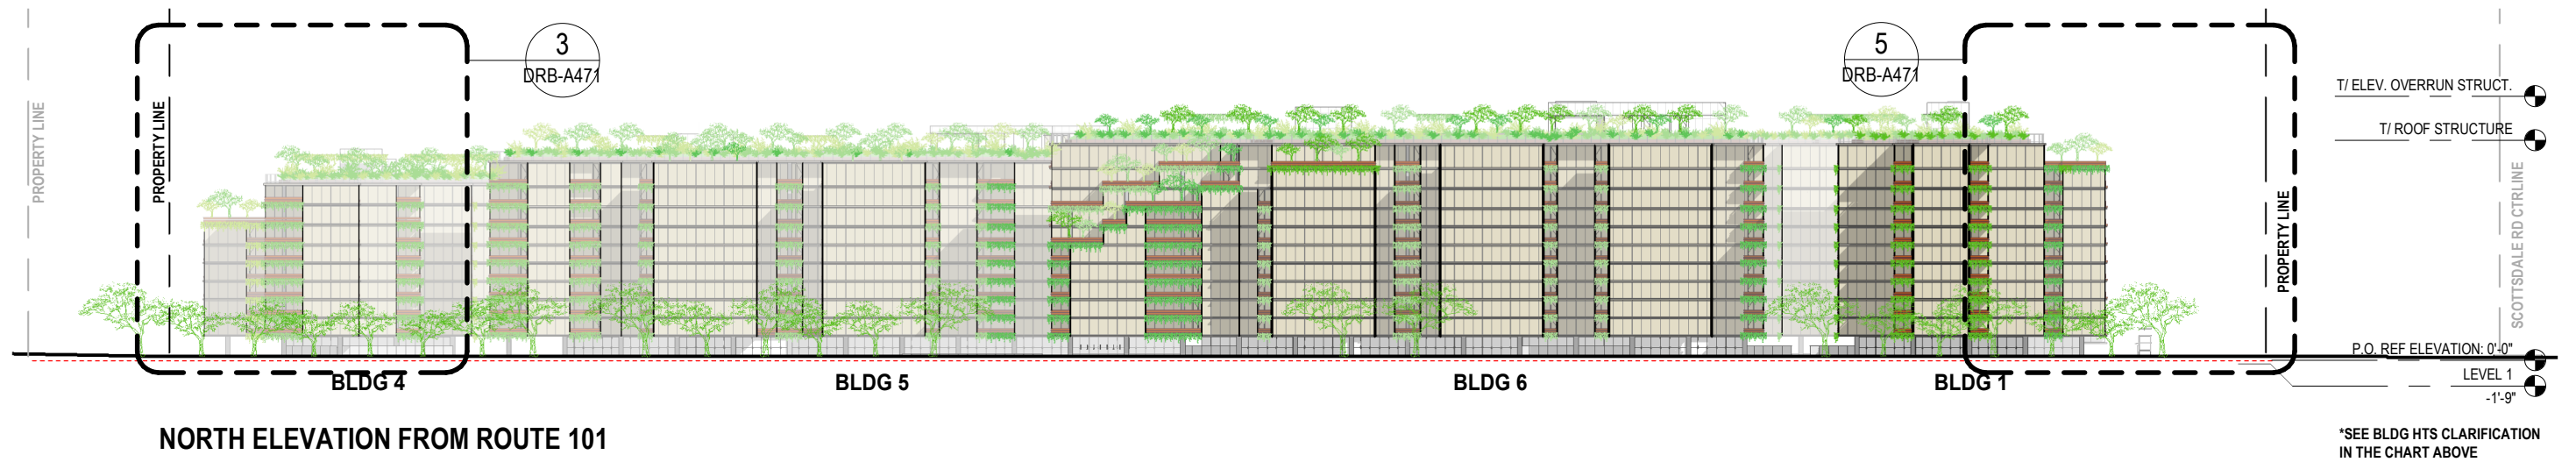 3
DRB-A471
5
DRB-A471
T/ ELEV. OVERRUN STRUCT.
T/ ROOF STRUCTURE
PROPERTY LINE
PROPERTY LINE
PROPERTY LINE
SCOTTSDALE RD CTRLINE
P.O. REF ELEVATION: 0'-0"
LEVEL 1
-1'-9"
BLDG 4
BLDG 5
BLDG 6
BLDG 1
NORTH ELEVATION FROM ROUTE 101
*SEE BLDG HTS CLARIFICATION
IN THE CHART ABOVE